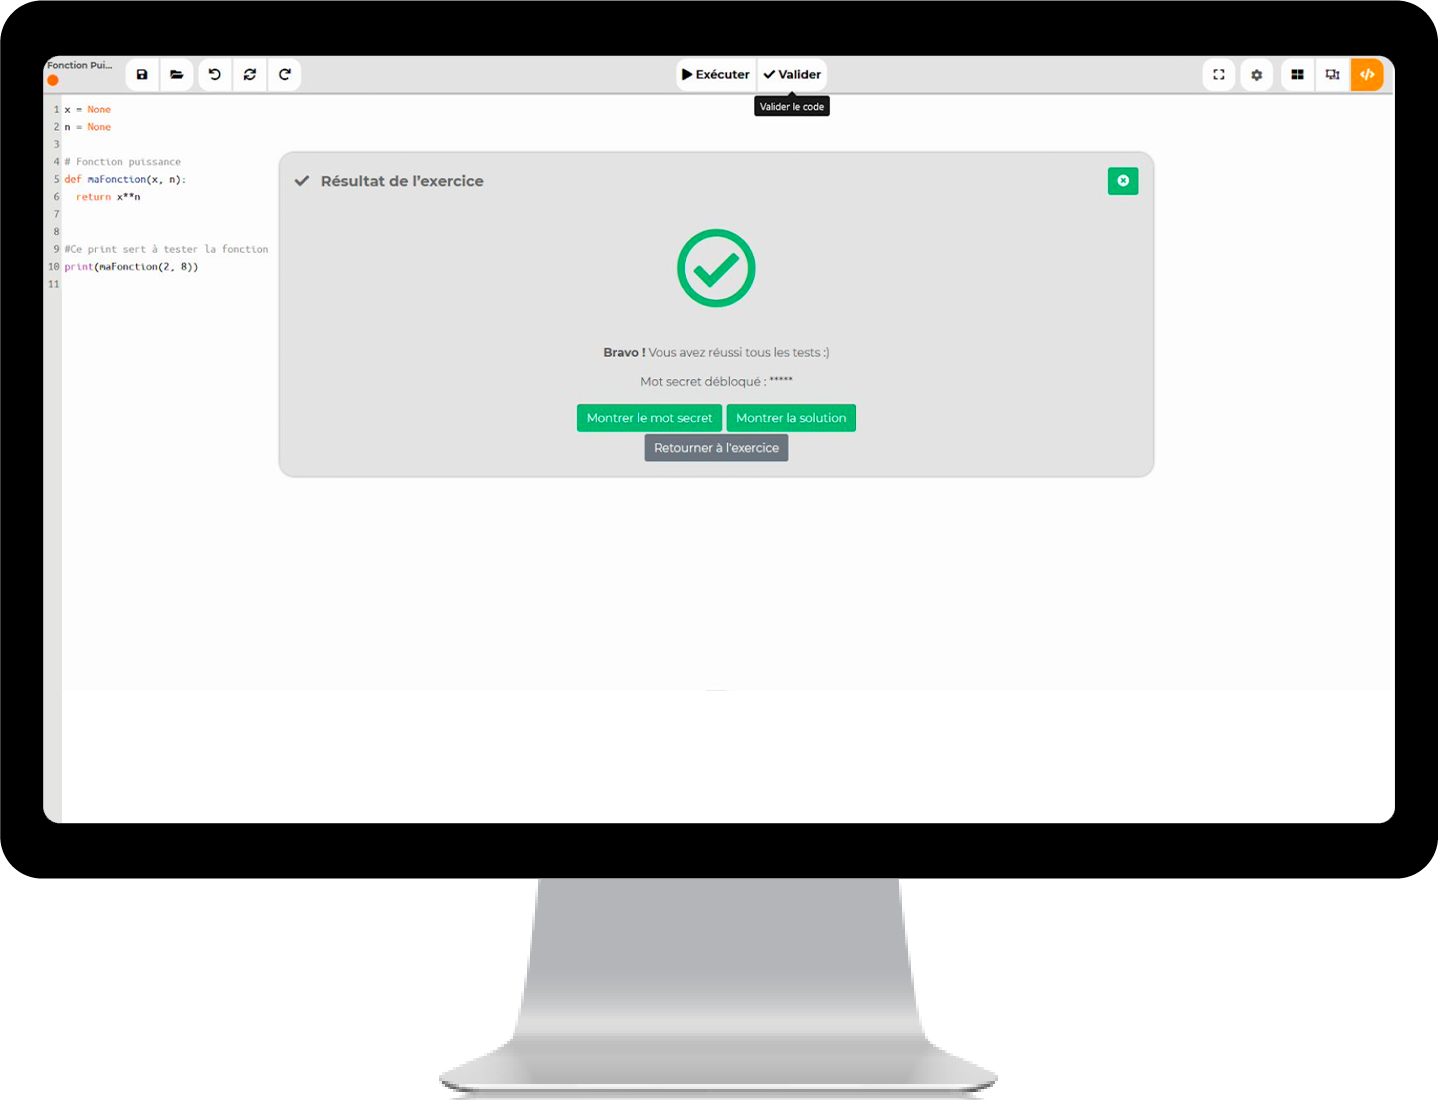 Fonction Pui...
Exécuter
Valider
Valider le code
1 x = None
2 n = None
3
4 # Fonction puissance
5 def maFonction(x, n):
6 return x**n
7
8
9 #Ce print sert à tester la fonction
10 print(maFonction(2, 8))
11
Résultat de l'exercice
Bravo ! Vous avez réussi tous les tests :)
Mot secret débloqué : *****
Montrer le mot secret
Montrer la solution
Retourner à l'exercice